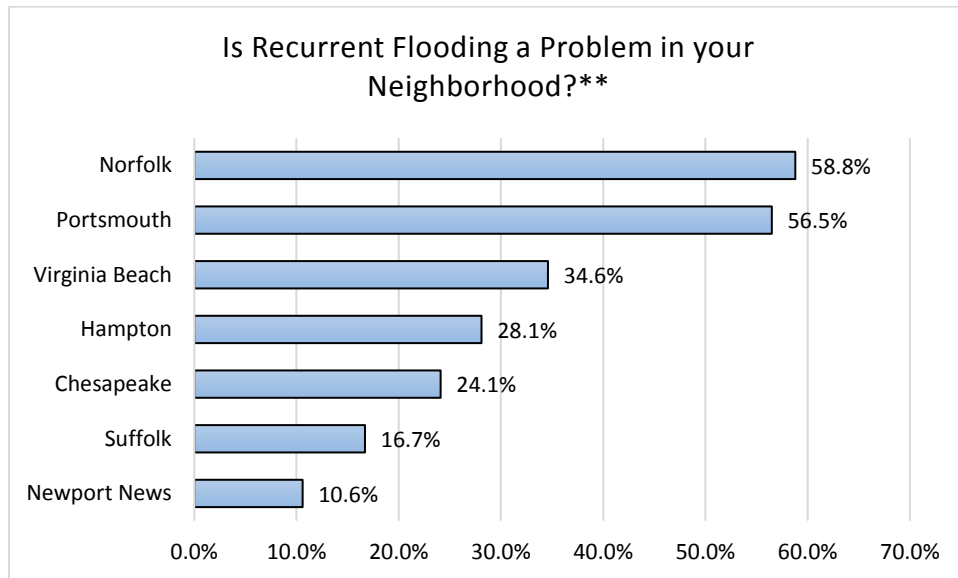 Is Recurrent Flooding a Problem in your
Neighborhood?**
Norfolk 58.8%
Portsmouth 56.5%
Virginia Beach 34.6%
Hampton 28.1%
Chesapeake 24.1%
Suffolk 16.7%
Newport News 10.6%
0.0% 10.0% 20.0% 30.0% 40.0% 50.0% 60.0% 70.0%